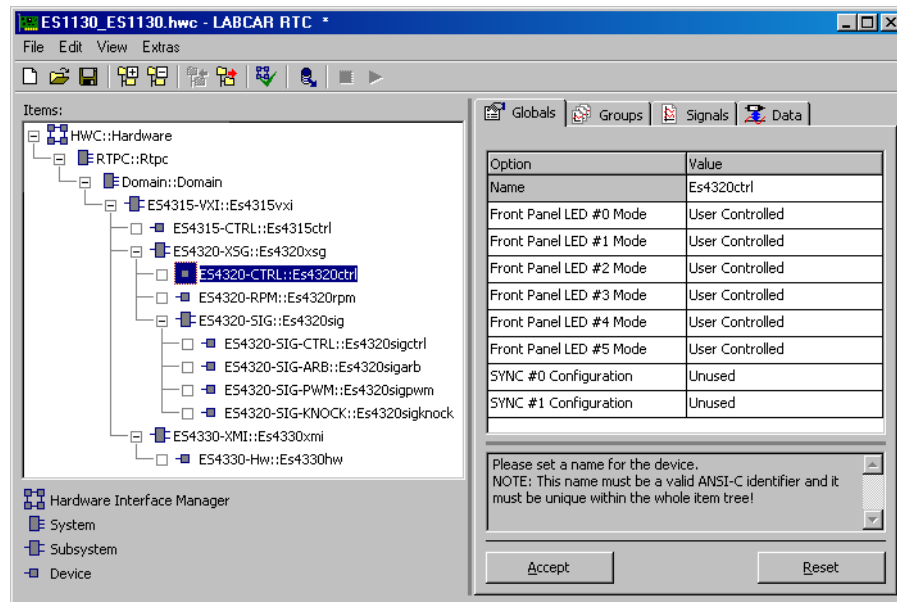 ES1130_ES1130.hwc - LABCAR RTC *
File Edit View Extras
Items:
HWC::Hardware
RTPC::Rtpc
Domain::Domain
ES4315-VXI::Es4315vxi
ES4315-CTRL::Es4315ctrl
ES4320-XSG::Es4320xsg
ES4320-CTRL::Es4320ctrl
ES4320-RPM::Es4320rpm
ES4320-SIG::Es4320sig
ES4320-SIG-CTRL::Es4320sigctrl
ES4320-SIG-ARB::Es4320sigarb
ES4320-SIG-PWM::Es4320sigpwm
ES4320-SIG-KNOCK::Es4320sigknock
ES4330-XMI::Es4330xmi
ES4330-Hw::Es4330hw
Hardware Interface Manager
System
Subsystem
Device
Globals Groups Signals Data
Option Value
Name Es4320ctrl
Front Panel LED #0 Mode User Controlled
Front Panel LED #1 Mode User Controlled
Front Panel LED #2 Mode User Controlled
Front Panel LED #3 Mode User Controlled
Front Panel LED #4 Mode User Controlled
Front Panel LED #5 Mode User Controlled
SYNC #0 Configuration Unused
SYNC #1 Configuration Unused
Please set a name for the device.
NOTE: This name must be a valid ANSI-C identifier and it
must be unique within the whole item tree!
Accept Reset